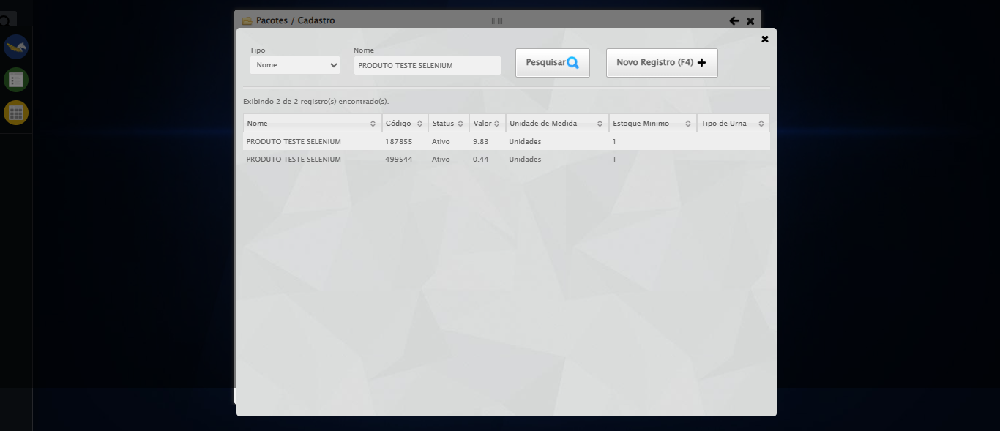 Pacotes / Cadastro
Tipo
Nome
Nome
PRODUTO TESTE SELENIUM
Pesquisar
Novo Registro (F4)
Exibindo 2 de 2 registro(s) encontrado(s).
Nome Código Status Valor Unidade de Medida Estoque Minimo Tipo de Urna
PRODUTO TESTE SELENIUM 187855 Ativo 9.83 Unidades 1
PRODUTO TESTE SELENIUM 499544 Ativo 0.44 Unidades 1